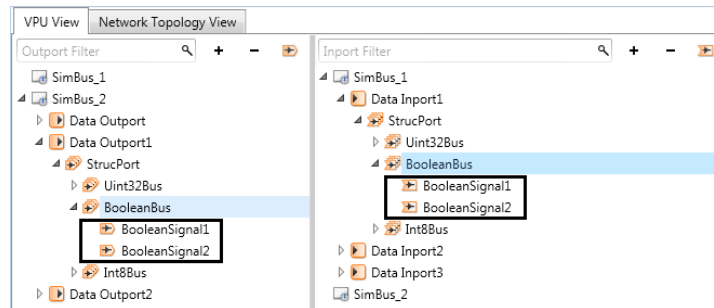 VPU View
Network Topology View
Outport Filter
SimBus_1
SimBus_2
Data Outport
Data Outport1
StrucPort
Uint32Bus
BooleanBus
BooleanSignal1
BooleanSignal2
Int8Bus
Data Outport2
Inport Filter
SimBus_1
Data Inport1
StrucPort
Uint32Bus
BooleanBus
BooleanSignal1
BooleanSignal2
Int8Bus
Data Inport2
Data Inport3
SimBus_2